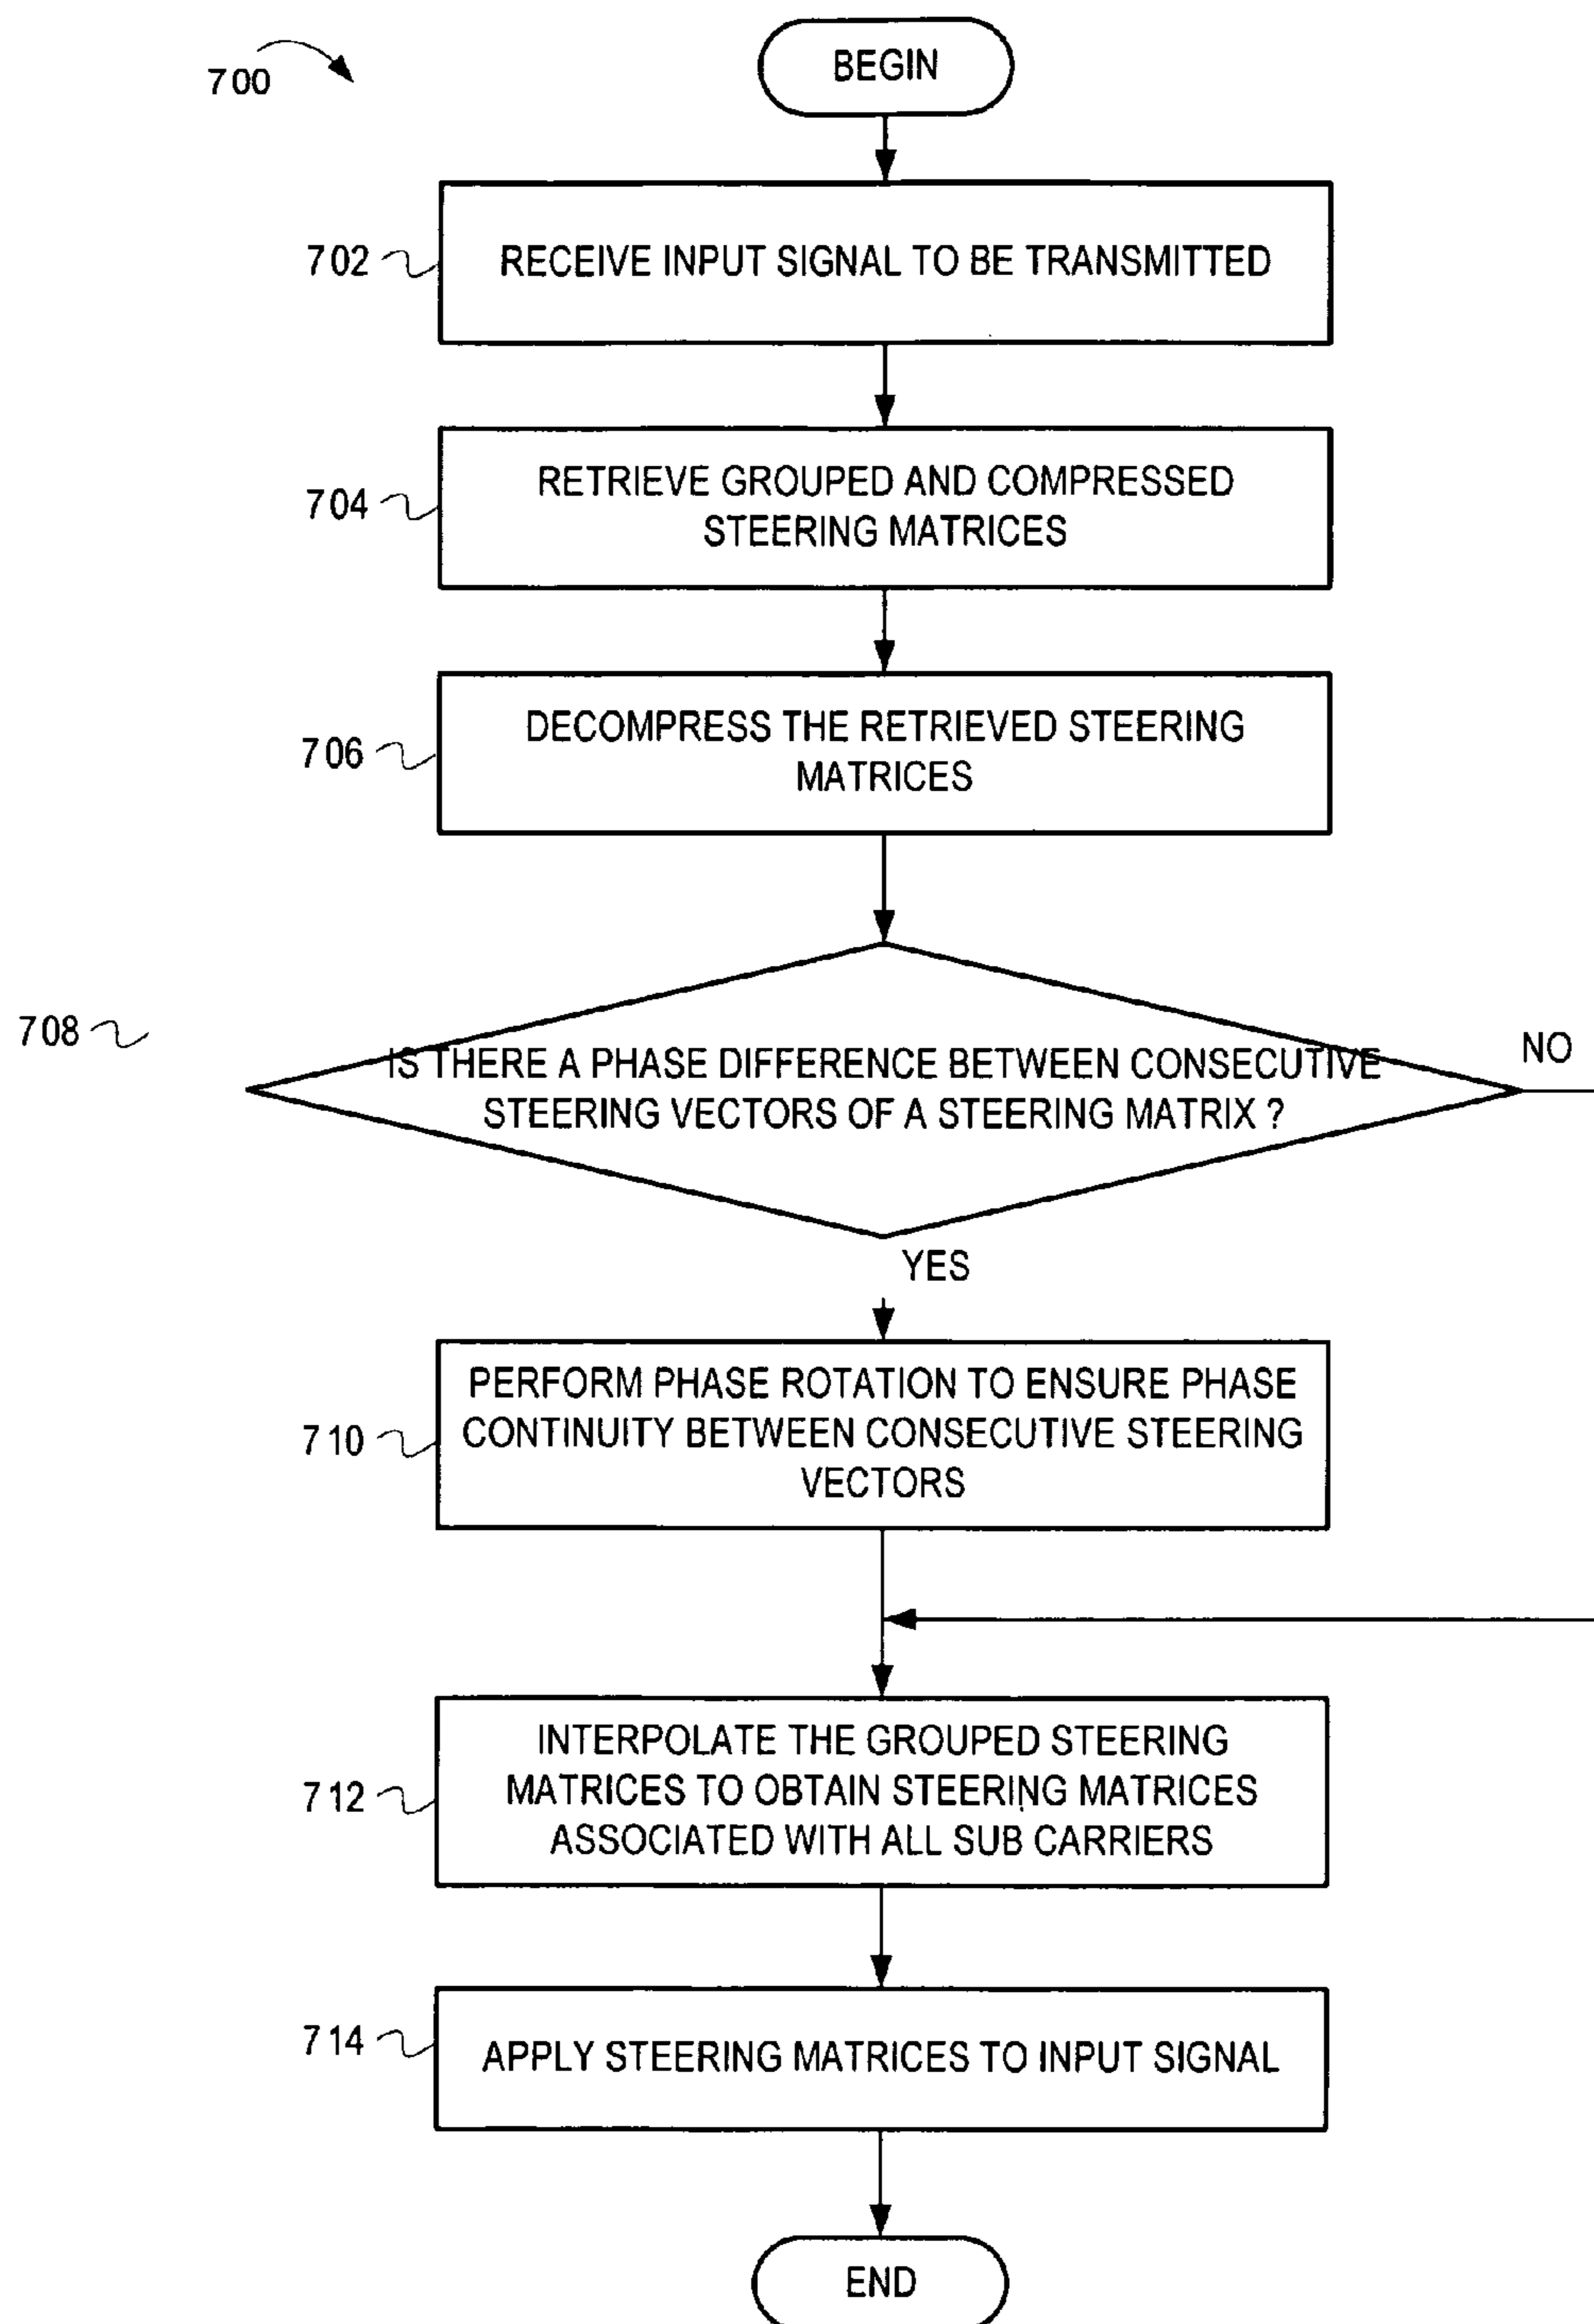 700
BEGIN
702
RECEIVE INPUT SIGNAL TO BE TRANSMITTED
704
RETRIEVE GROUPED AND COMPRESSED
STEERING MATRICES
706
DECOMPRESS THE RETRIEVED STEERING
MATRICES
708
IS THERE A PHASE DIFFERENCE BETWEEN CONSECUTIVE
STEERING VECTORS OF A STEERING MATRIX ?
NO
YES
710
PERFORM PHASE ROTATION TO ENSURE PHASE
CONTINUITY BETWEEN CONSECUTIVE STEERING
VECTORS
712
INTERPOLATE THE GROUPED STEERING
MATRICES TO OBTAIN STEERING MATRICES
ASSOCIATED WITH ALL SUB CARRIERS
714
APPLY STEERING MATRICES TO INPUT SIGNAL
END